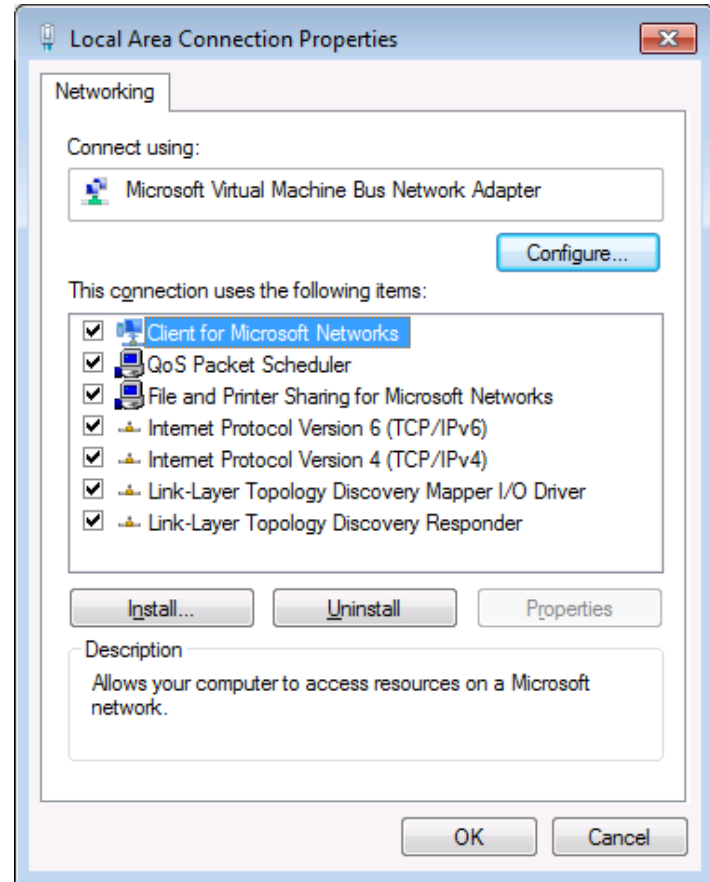 Local Area Connection Properties
Networking
Connect using:
Microsoft Virtual Machine Bus Network Adapter
Configure...
This connection uses the following items:
Client for Microsoft Networks
QoS Packet Scheduler
File and Printer Sharing for Microsoft Networks
Internet Protocol Version 6 (TCP/IPv6)
Internet Protocol Version 4 (TCP/IPv4)
Link-Layer Topology Discovery Mapper I/O Driver
Link-Layer Topology Discovery Responder
Install... Uninstall Properties
Description
Allows your computer to access resources on a Microsoft
network.
OK Cancel